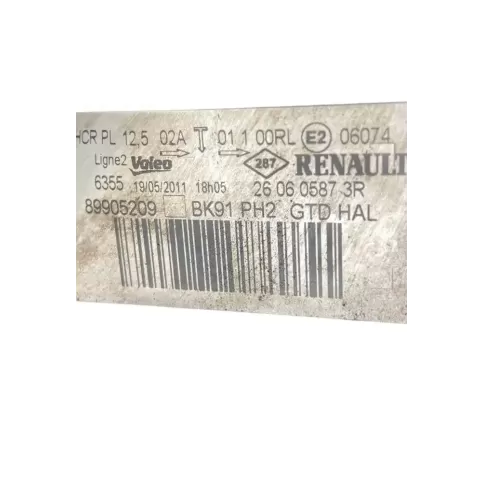 HCR PL 12,5 02A T 01 1 00RL E2 06074
Ligne2 Valeo 287 RENAULT
6355 19/05/2011 18h05 26 06 0587 3R
89905209 BK91 PH2 GTD HAL